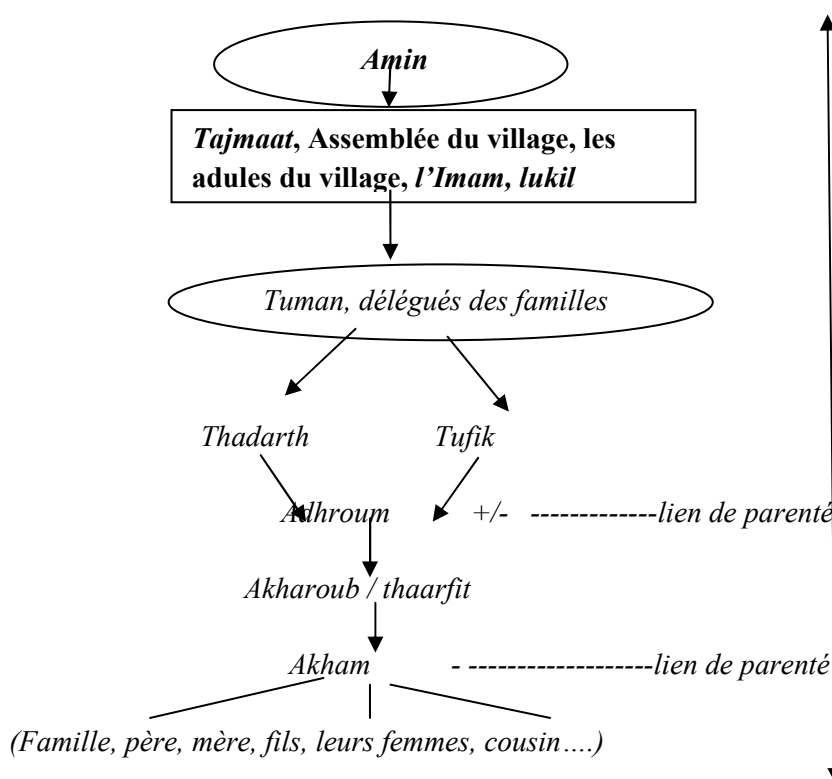 Amin
Tajmaat, Assemblée du village, les
adules du village, l'Imam, lukil
Tuman, délégués des familles
Thadarth Tufik
Adhroum +/- -------------lien de parenté
Akharoub / thaarfit
Akham - -------------------lien de parenté
(Famille, père, mère, fils, leurs femmes, cousin....)